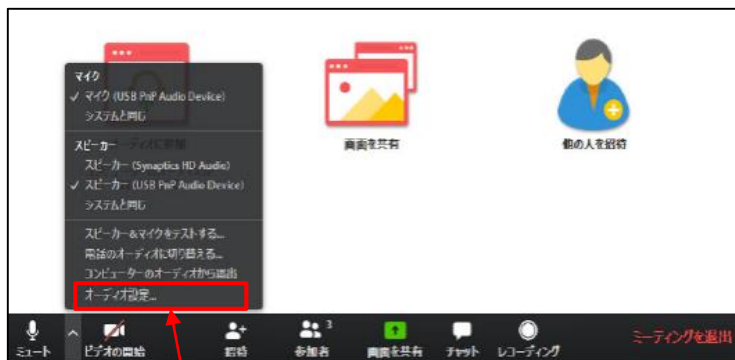 マイク
✓ マイク (USB PnP Audio Device)
システムと同じ
スピーカー
スピーカー (Synaptics HD Audio)
✓ スピーカー (USB PnP Audio Device)
システムと同じ
スピーカー&マイクをテストする...
電話のオーディオに切り替える...
コンピューターのオーディオから退出
オーディオ設定...
画面を共有
他の人を招待
ミュート
ビデオの開始
招待
参加者
3
画面を共有
チャット
レコーディング
ミーティングを退出